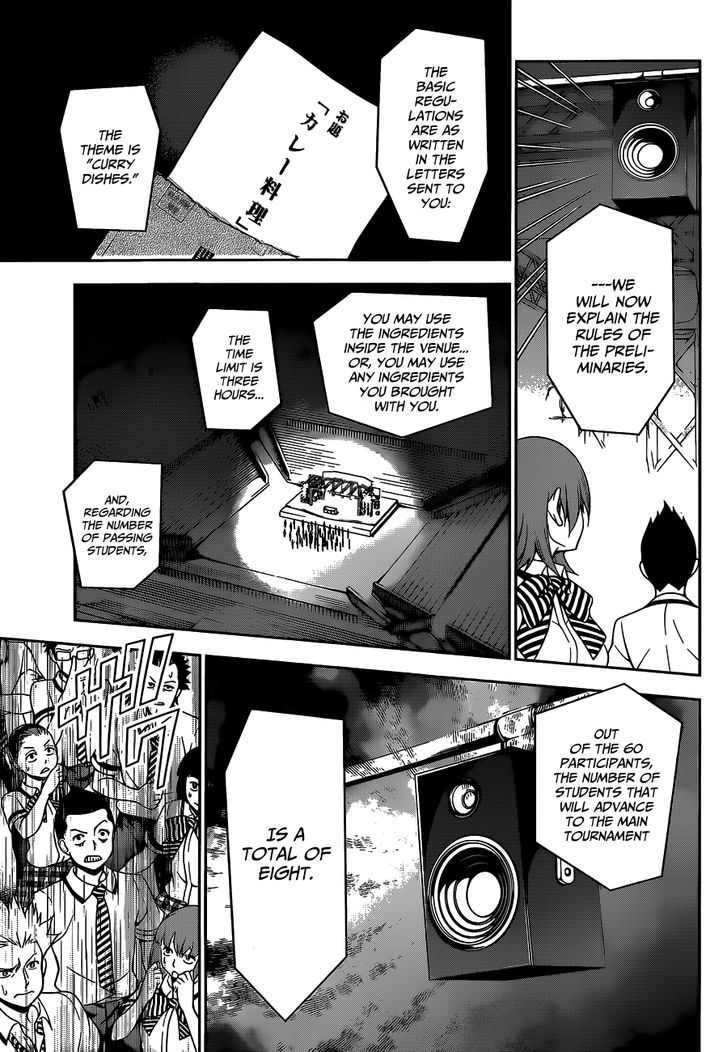 ---WE
WILL NOW
EXPLAIN THE
RULES OF
THE PRELI-
MINARIES.
THE
BASIC
REGU-
LATIONS
ARE AS
WRITTEN
IN THE
LETTERS
SENT TO
YOU:
お題
「カレー料理」
THE
THEME IS
"CURRY
DISHES."
YOU MAY USE
THE INGREDIENTS
INSIDE THE VENUE...
OR, YOU MAY USE
ANY INGREDIENTS
YOU BROUGHT
WITH YOU.
THE
TIME
LIMIT IS
THREE
HOURS...
AND,
REGARDING
THE NUMBER
OF PASSING
STUDENTS,
OUT
OF THE 60
PARTICIPANTS,
THE NUMBER OF
STUDENTS THAT
WILL ADVANCE
TO THE MAIN
TOURNAMENT
IS A
TOTAL OF
EIGHT.